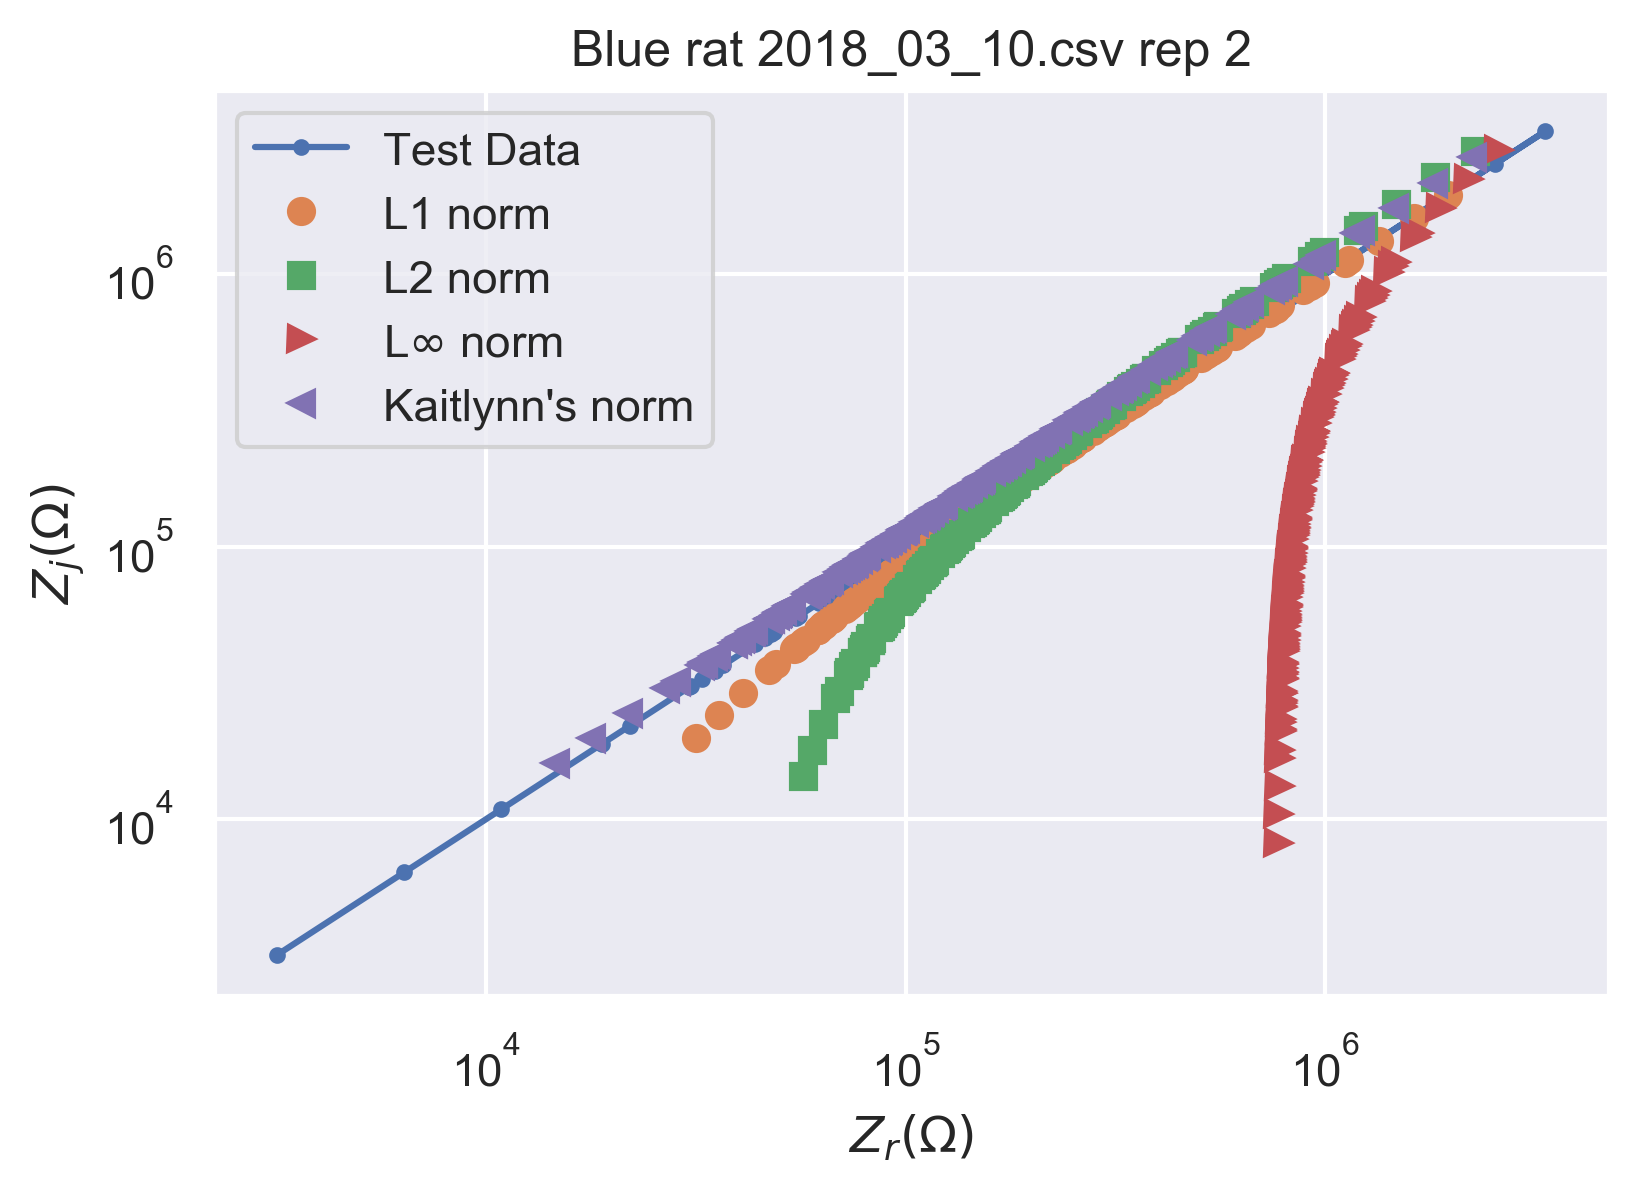 Blue rat 2018_03_10.csv rep 2
Test Data
L1 norm
L2 norm
L∞ norm
Kaitlynn's norm
10^6
10^5
10^4
Z_j(Ω)
10^4
10^5
10^6
Z_r(Ω)